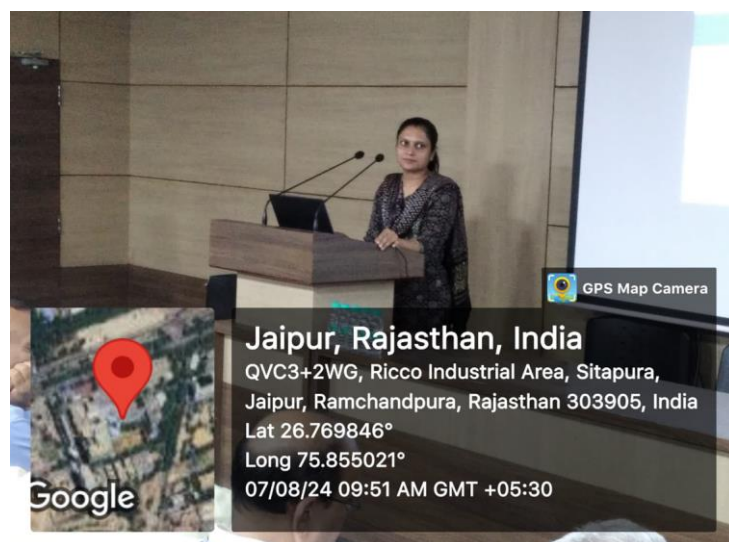 GPS Map Camera
Jaipur, Rajasthan, India
QVC3+2WG, Ricco Industrial Area, Sitapura,
Jaipur, Ramchandpura, Rajasthan 303905, India
Lat 26.769846°
Long 75.855021°
07/08/24 09:51 AM GMT +05:30
Google